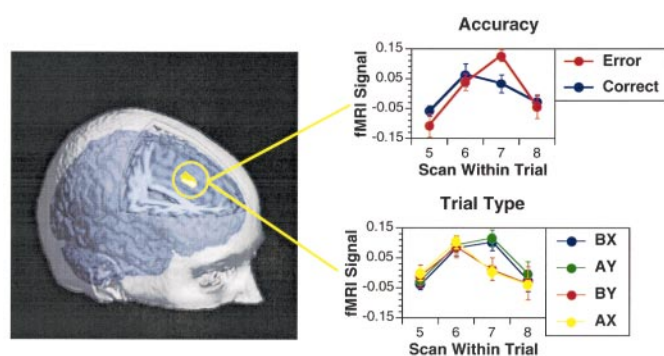 Accuracy
fMRI Signal
0.15
0.05
-0.05
-0.15
5 6 7 8
Scan Within Trial
Error
Correct
Trial Type
fMRI Signal
0.15
0.05
-0.05
-0.15
5 6 7 8
Scan Within Trial
BX
AY
BY
AX